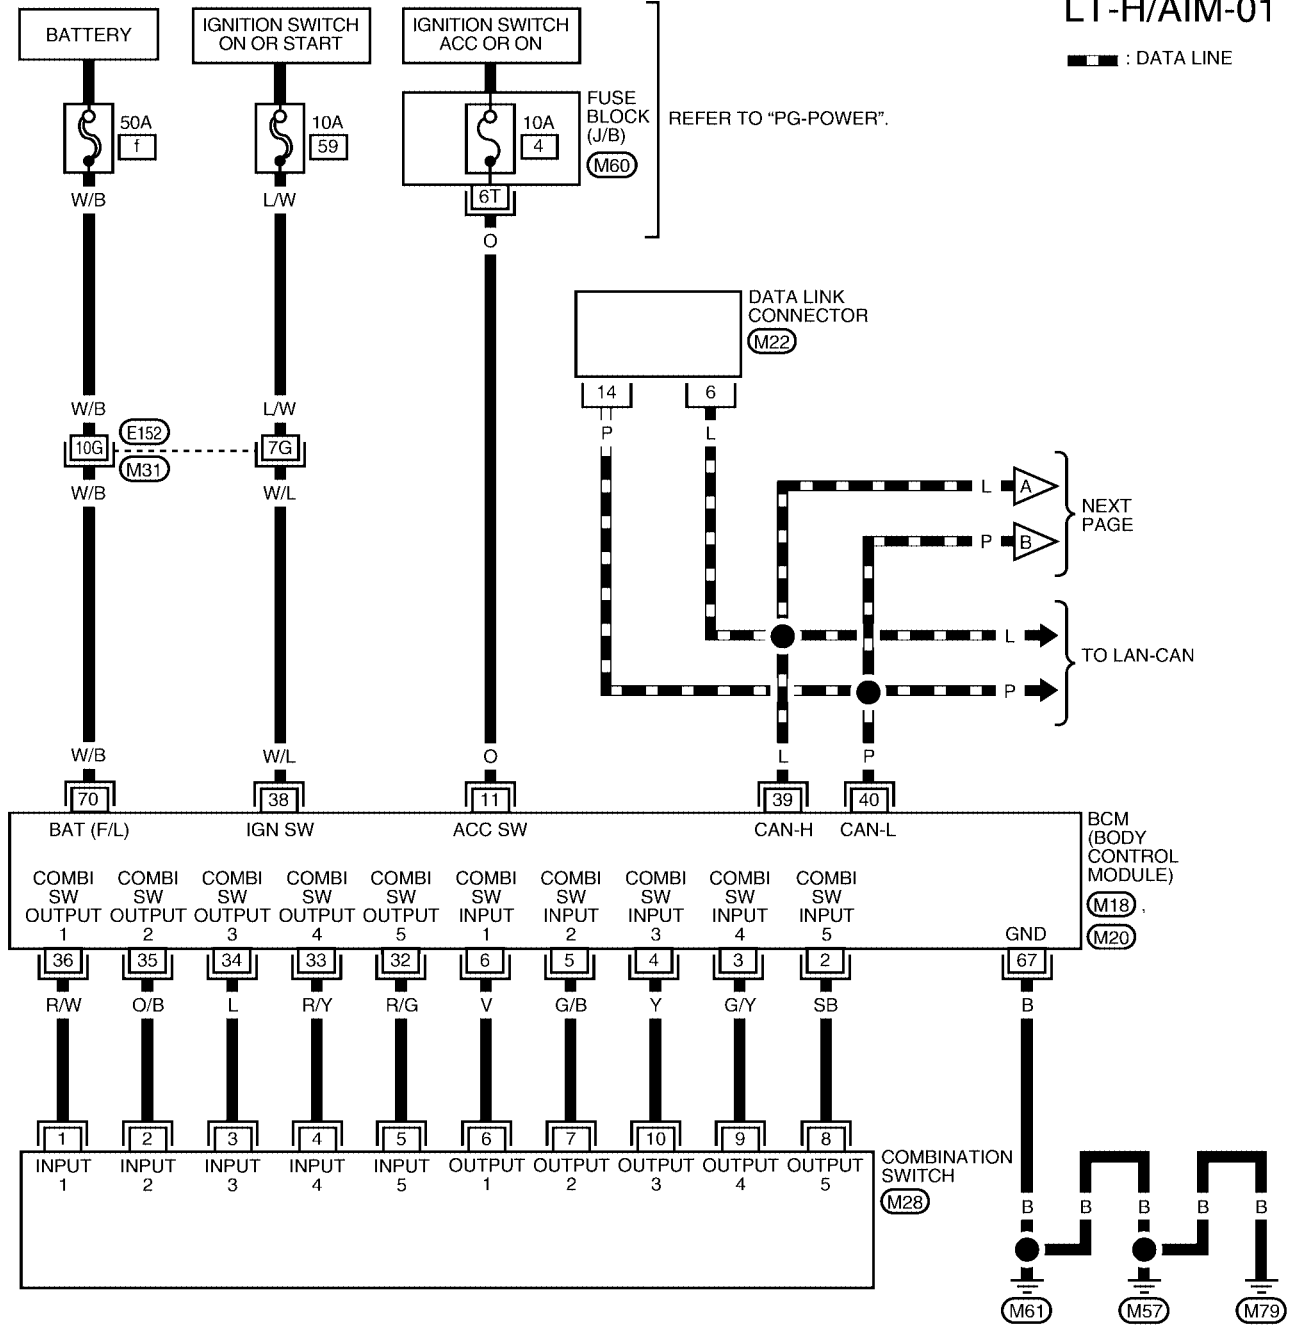 LT-H/AIM-01
: DATA LINE
BATTERY
IGNITION SWITCH
ON OR START
IGNITION SWITCH
ACC OR ON
50A
f
10A
59
10A
4
FUSE
BLOCK
(J/B)
M60
REFER TO “PG-POWER”.
6T
W/B
L/W
O
DATA LINK
CONNECTOR
M22
14
6
P
L
W/B
L/W
10G
E152
M31
7G
W/B
W/L
L
A
P
B
NEXT
PAGE
L
P
TO LAN-CAN
W/B
W/L
O
L
P
70
38
11
39
40
BAT (F/L)
IGN SW
ACC SW
CAN-H
CAN-L
BCM
(BODY
CONTROL
MODULE)
M18 ,
M20
COMBI
SW
OUTPUT
1
COMBI
SW
OUTPUT
2
COMBI
SW
OUTPUT
3
COMBI
SW
OUTPUT
4
COMBI
SW
OUTPUT
5
COMBI
SW
INPUT
1
COMBI
SW
INPUT
2
COMBI
SW
INPUT
3
COMBI
SW
INPUT
4
COMBI
SW
INPUT
5
GND
36
35
34
33
32
6
5
4
3
2
67
R/W
O/B
L
R/Y
R/G
V
G/B
Y
G/Y
SB
B
1
2
3
4
5
6
7
10
9
8
INPUT
1
INPUT
2
INPUT
3
INPUT
4
INPUT
5
OUTPUT
1
OUTPUT
2
OUTPUT
3
OUTPUT
4
OUTPUT
5
COMBINATION
SWITCH
M28
B
B
B
B
B
M61
M57
M79